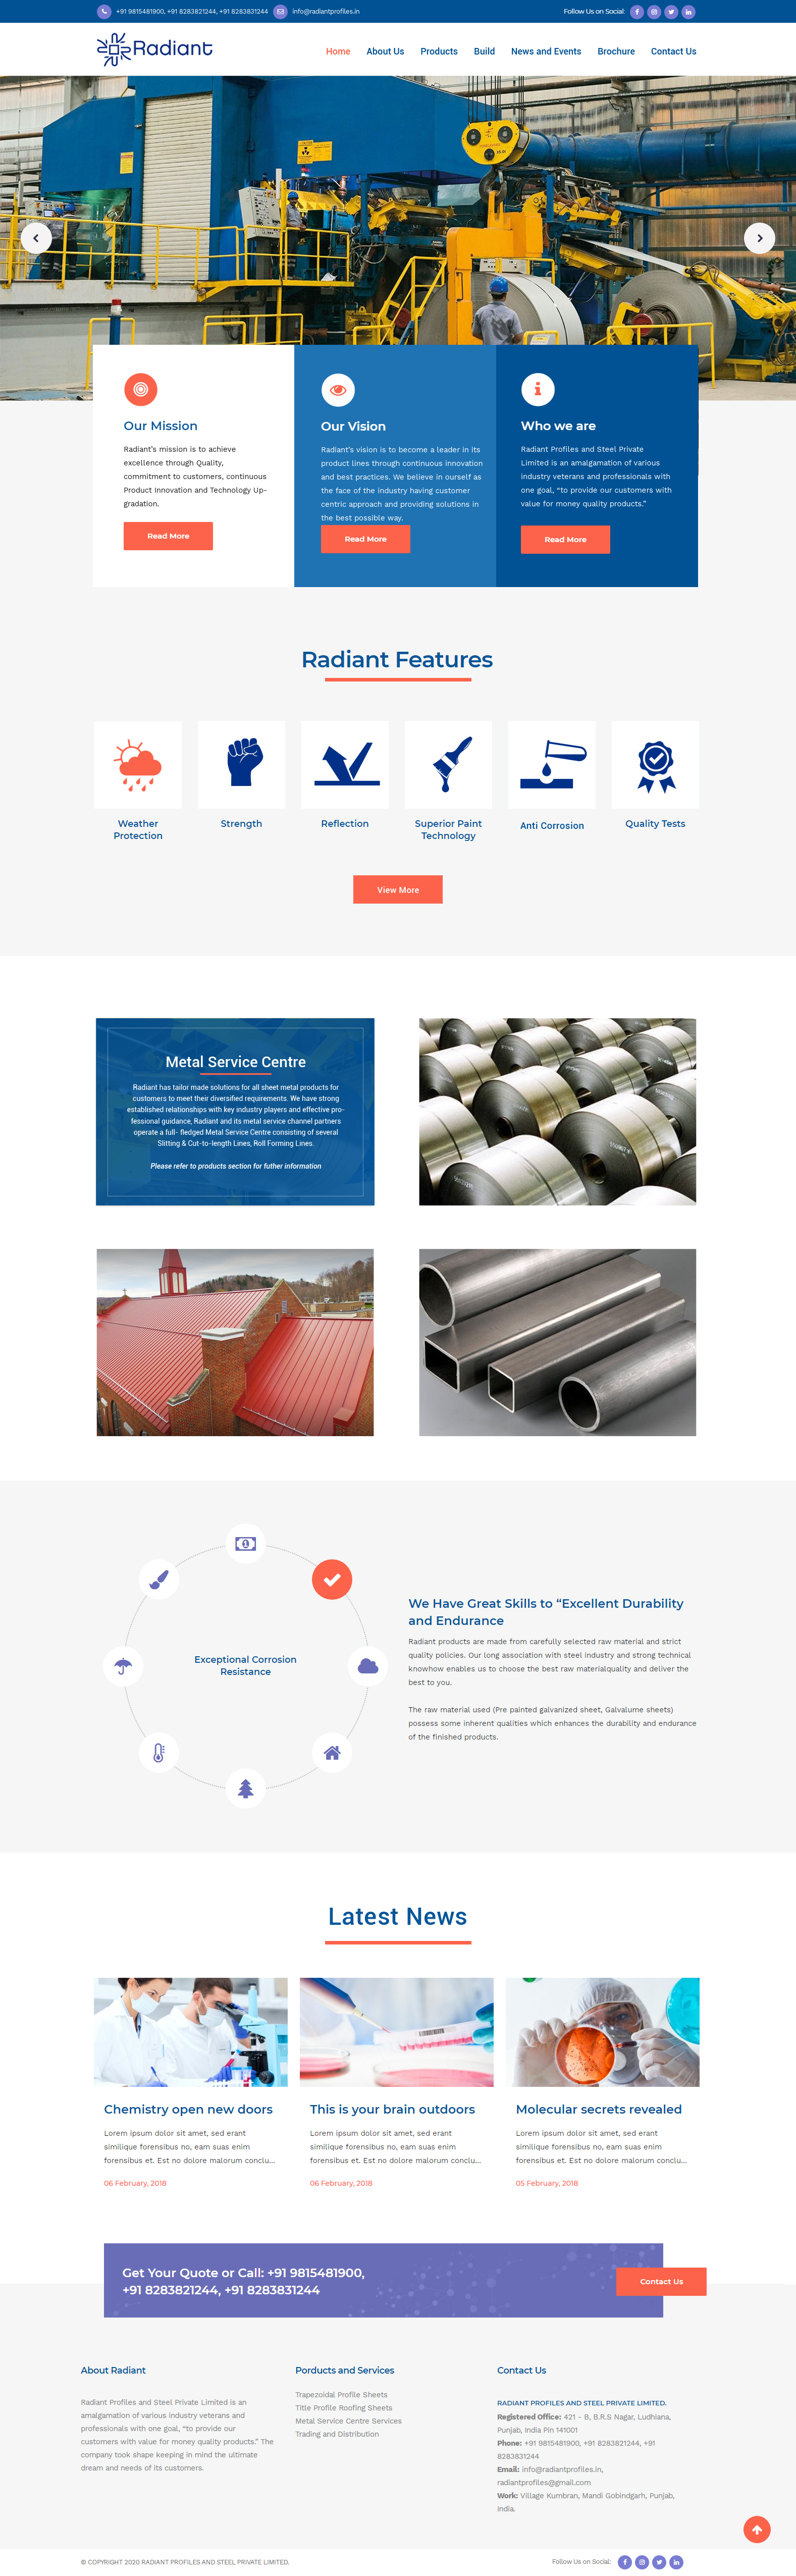 +91 9815481900, +91 8283821244, +91 8283831244 info@radiantprofiles.in Follow Us on Social:
Radiant
Home About Us Products Build News and Events Brochure Contact Us
Our Mission
Radiant's mission is to achieve
excellence through Quality,
commitment to customers, continuous
Product Innovation and Technology Up-
gradation.
Read More
Our Vision
Radiant's vision is to become a leader in its
product lines through continuous innovation
and best practices. We believe in ourself as
the face of the industry having customer
centric approach and providing solutions in
the best possible way.
Read More
Who we are
Radiant Profiles and Steel Private
Limited is an amalgamation of various
industry veterans and professionals with
one goal, “to provide our customers with
value for money quality products.”
Read More
Radiant Features
Weather
Protection
Strength
Reflection
Superior Paint
Technology
Anti Corrosion
Quality Tests
View More
Metal Service Centre
Radiant has tailor made solutions for all sheet metal products for
customers to meet their diversified requirements. We have strong
established relationships with key industry players and effective pro-
fessional guidance, Radiant and its metal service channel partners
operate a full- fledged Metal Service Centre consisting of several
Slitting & Cut-to-length Lines, Roll Forming Lines.
Please refer to products section for futher information
Exceptional Corrosion
Resistance
We Have Great Skills to “Excellent Durability
and Endurance
Radiant products are made from carefully selected raw material and strict
quality policies. Our long association with steel industry and strong technical
knowhow enables us to choose the best raw materialquality and deliver the
best to you.
The raw material used (Pre painted galvanized sheet, Galvalume sheets)
possess some inherent qualities which enhances the durability and endurance
of the finished products.
Latest News
Chemistry open new doors
Lorem ipsum dolor sit amet, sed erant
similique forensibus no, eam suas enim
forensibus et. Est no dolore malorum conclu...
06 February, 2018
This is your brain outdoors
Lorem ipsum dolor sit amet, sed erant
similique forensibus no, eam suas enim
forensibus et. Est no dolore malorum conclu...
06 February, 2018
Molecular secrets revealed
Lorem ipsum dolor sit amet, sed erant
similique forensibus no, eam suas enim
forensibus et. Est no dolore malorum conclu...
05 February, 2018
Get Your Quote or Call: +91 9815481900,
+91 8283821244, +91 8283831244
Contact Us
About Radiant
Radiant Profiles and Steel Private Limited is an
amalgamation of various industry veterans and
professionals with one goal, “to provide our
customers with value for money quality products.” The
company took shape keeping in mind the ultimate
dream and needs of its customers.
Porducts and Services
Trapezoidal Profile Sheets
Title Profile Roofing Sheets
Metal Service Centre Services
Trading and Distribution
Contact Us
RADIANT PROFILES AND STEEL PRIVATE LIMITED.
Registered Office: 421 - B, B.R.S Nagar, Ludhiana,
Punjab, India Pin 141001
Phone: +91 9815481900, +91 8283821244, +91
8283831244
Email: info@radiantprofiles.in,
radiantprofiles@gmail.com
Work: Village Kumbran, Mandi Gobindgarh, Punjab,
India.
© COPYRIGHT 2020 RADIANT PROFILES AND STEEL PRIVATE LIMITED. Follow Us on Social: